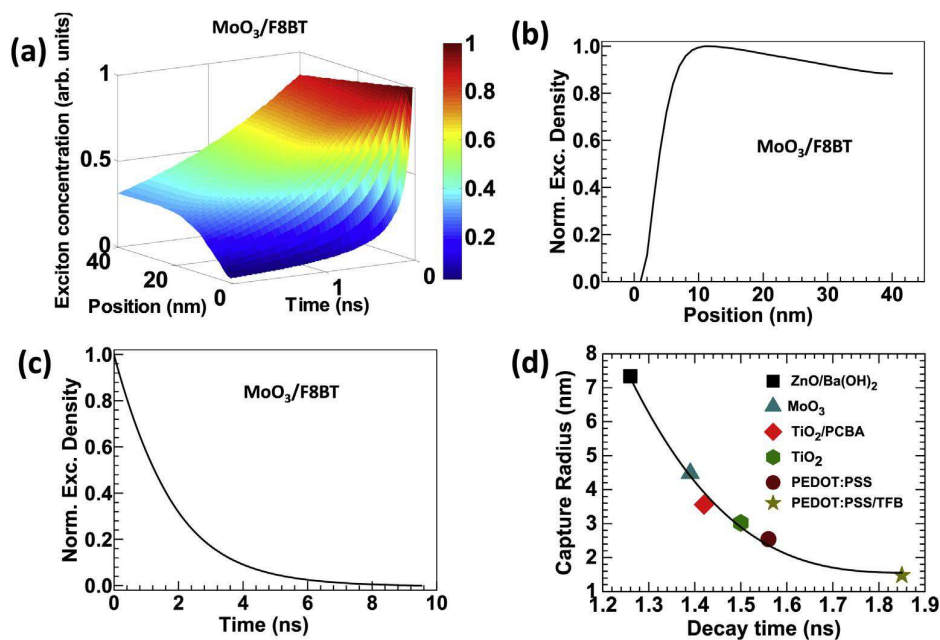 (a)
MoO₃/F8BT
Exciton concentration (arb. units)
1
0.5
0
40
20
0
Position (nm)
1
0
Time (ns)
1
0.8
0.6
0.4
0.2
(b)
Norm. Exc. Density
1.0
0.8
0.6
0.4
0.2
0.0
MoO₃/F8BT
0 10 20 30 40
Position (nm)
(c)
Norm. Exc. Density
1.0
0.8
0.6
0.4
0.2
0.0
MoO₃/F8BT
0 2 4 6 8 10
Time (ns)
(d)
Capture Radius (nm)
8
7
6
5
4
3
2
1
ZnO/Ba(OH)₂
MoO₃
TiO₂/PCBA
TiO₂
PEDOT:PSS
PEDOT:PSS/TFB
1.2 1.3 1.4 1.5 1.6 1.7 1.8 1.9
Decay time (ns)